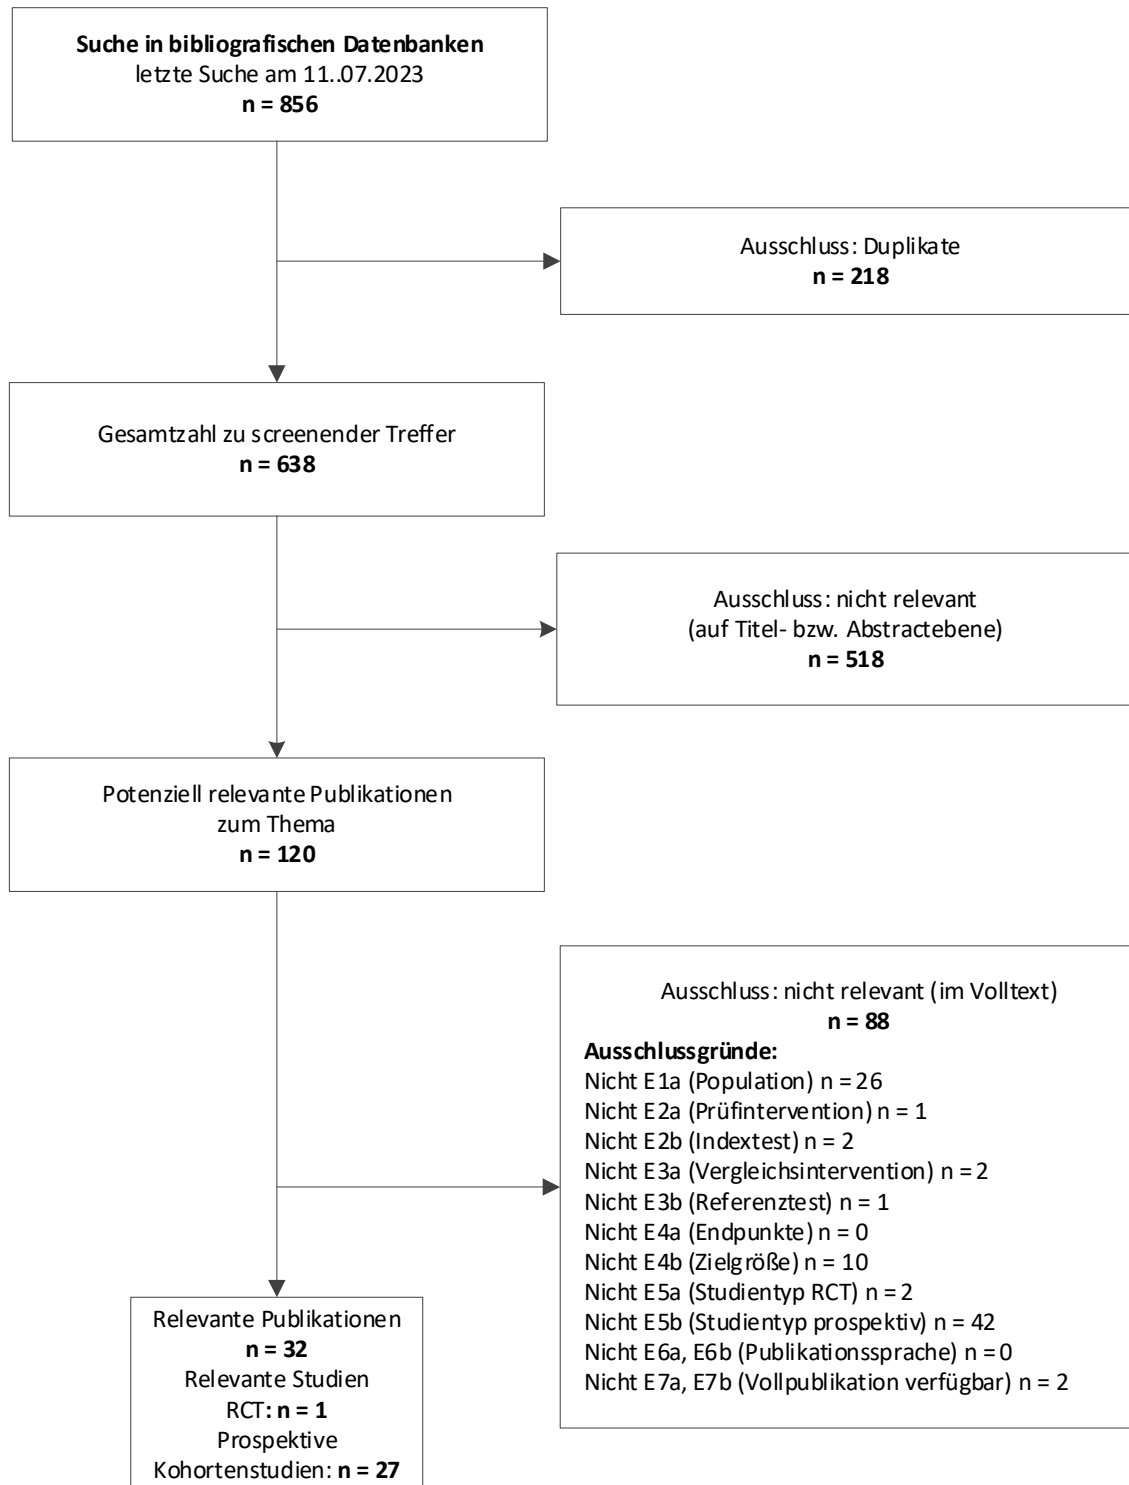 Suche in bibliografischen Datenbanken
letzte Suche am 11..07.2023
n = 856
Ausschluss: Duplikate
n = 218
Gesamtzahl zu screenender Treffer
n = 638
Ausschluss: nicht relevant
(auf Titel- bzw. Abstractebene)
n = 518
Potenziell relevante Publikationen
zum Thema
n = 120
Ausschluss: nicht relevant (im Volltext)
n = 88
Ausschlussgründe:
Nicht E1a (Population) n = 26
Nicht E2a (Prüfintervention) n = 1
Nicht E2b (Indextest) n = 2
Nicht E3a (Vergleichsintervention) n = 2
Nicht E3b (Referenztest) n = 1
Nicht E4a (Endpunkte) n = 0
Nicht E4b (Zielgröße) n = 10
Nicht E5a (Studientyp RCT) n = 2
Nicht E5b (Studientyp prospektiv) n = 42
Nicht E6a, E6b (Publikationssprache) n = 0
Nicht E7a, E7b (Vollpublikation verfügbar) n = 2
Relevante Publikationen
n = 32
Relevante Studien
RCT: n = 1
Prospektive
Kohortenstudien: n = 27